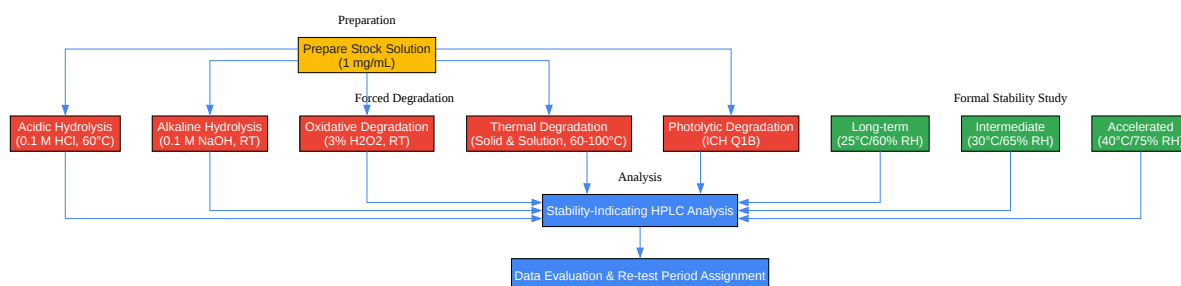 Preparation
Prepare Stock Solution
(1 mg/mL)
Forced Degradation
Formal Stability Study
Acidic Hydrolysis
(0.1 M HCl, 60°C)
Alkaline Hydrolysis
(0.1 M NaOH, RT)
Oxidative Degradation
(3% H2O2, RT)
Thermal Degradation
(Solid & Solution, 60-100°C)
Photolytic Degradation
(ICH Q1B)
Long-term
(25°C/60% RH)
Intermediate
(30°C/65% RH)
Accelerated
(40°C/75% RH)
Analysis
Stability-Indicating HPLC Analysis
Data Evaluation & Re-test Period Assignment